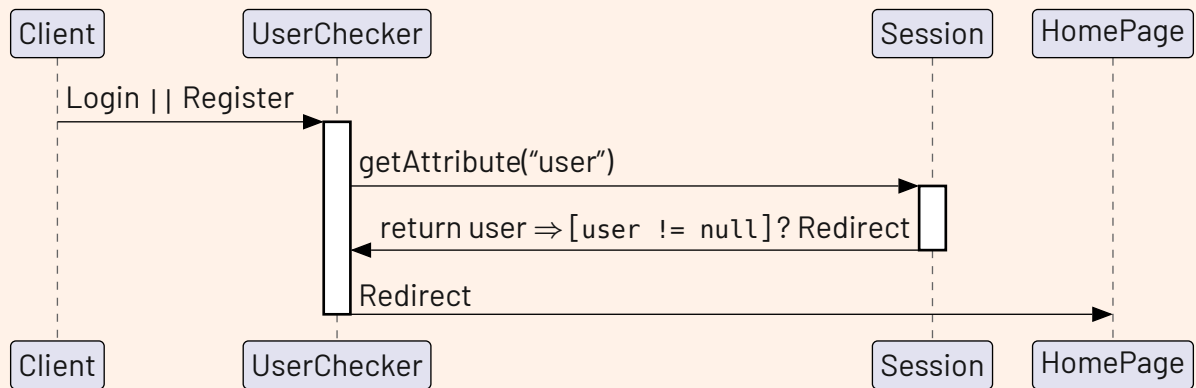 Client UserChecker Session HomePage
Login || Register
getAttribute(“user”)
return user ⇒ [user != null]? Redirect
Redirect
Client UserChecker Session HomePage